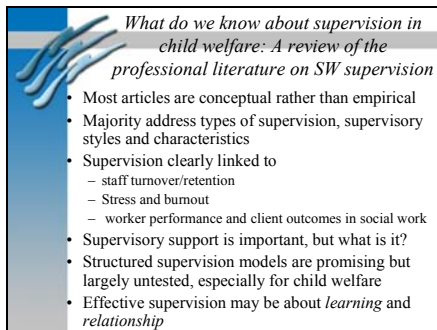 What do we know about supervision in
child welfare: A review of the
professional literature on SW supervision
• Most articles are conceptual rather than empirical
• Majority address types of supervision, supervisory
styles and characteristics
• Supervision clearly linked to
– staff turnover/retention
– Stress and burnout
– worker performance and client outcomes in social work
• Supervisory support is important, but what is it?
• Structured supervision models are promising but
largely untested, especially for child welfare
• Effective supervision may be about learning and
relationship